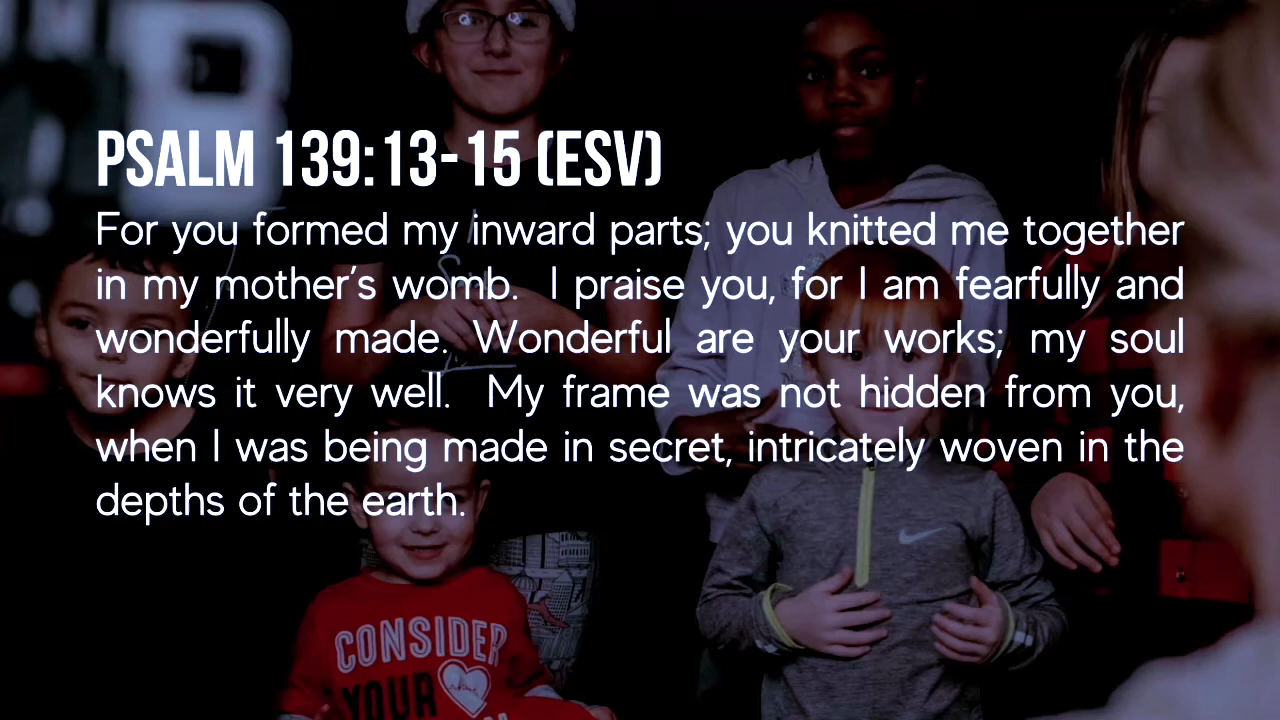 PSALM 139:13-15 (ESV)
For you formed my inward parts; you knitted me together
in my mother’s womb.  I praise you, for I am fearfully and
wonderfully made. Wonderful are your works; my soul
knows it very well.  My frame was not hidden from you,
when I was being made in secret, intricately woven in the
depths of the earth.
CONSIDER
YOUR